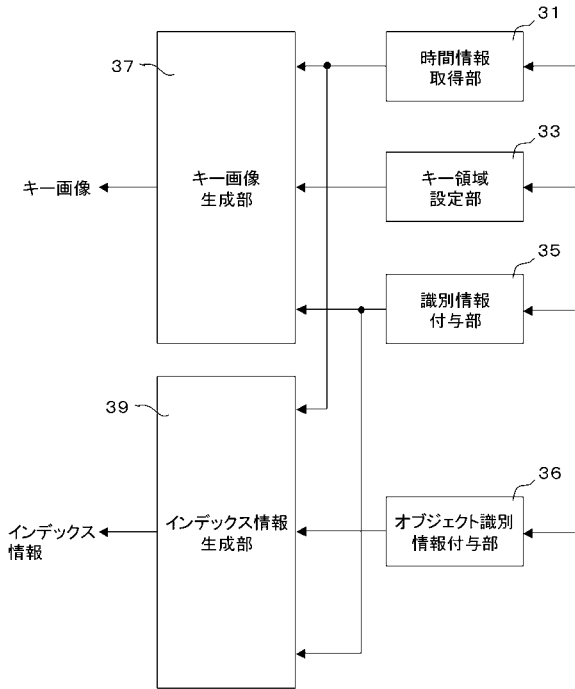 31
37
時間情報
取得部
33
キー画像
キー画像
生成部
キー領域
設定部
35
識別情報
付与部
39
36
インデックス
情報
インデックス情報
生成部
オブジェクト識別
情報付与部